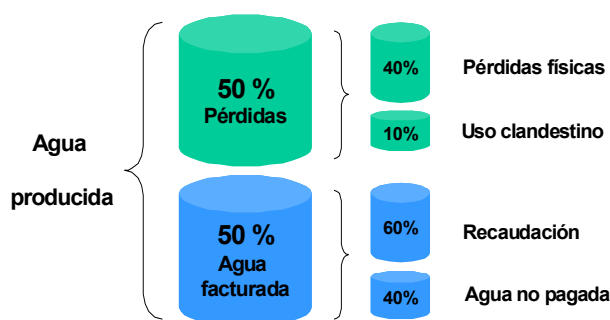 Agua
producida
50 %
Pérdidas
40%
Pérdidas físicas
10%
Uso clandestino
50 %
Agua
facturada
60%
Recaudación
40%
Agua no pagada